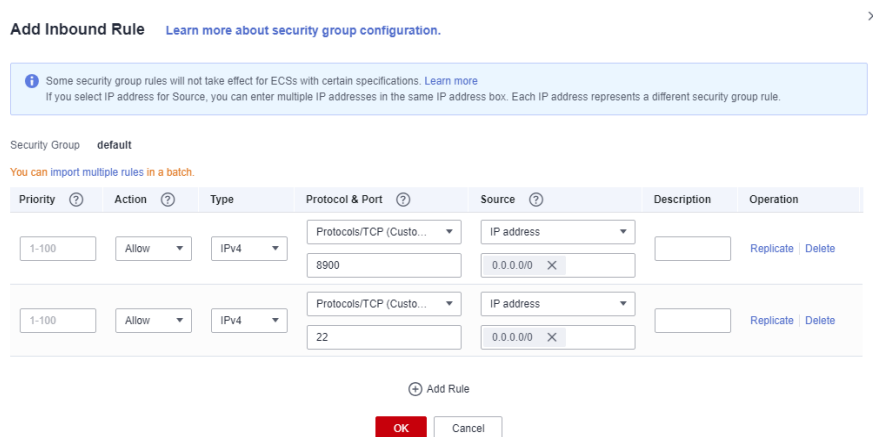 Add Inbound Rule Learn more about security group configuration.
Some security group rules will not take effect for ECSs with certain specifications. Learn more
If you select IP address for Source, you can enter multiple IP addresses in the same IP address box. Each IP address represents a different security group rule.
Security Group default
You can import multiple rules in a batch.
Priority ? Action ? Type Protocol & Port ? Source ? Description Operation
Protocols/TCP (Custo... IP address
1-100 Allow IPv4 Replicate Delete
8900 0.0.0.0/0
Protocols/TCP (Custo... IP address
1-100 Allow IPv4 Replicate Delete
22 0.0.0.0/0
Add Rule
OK Cancel